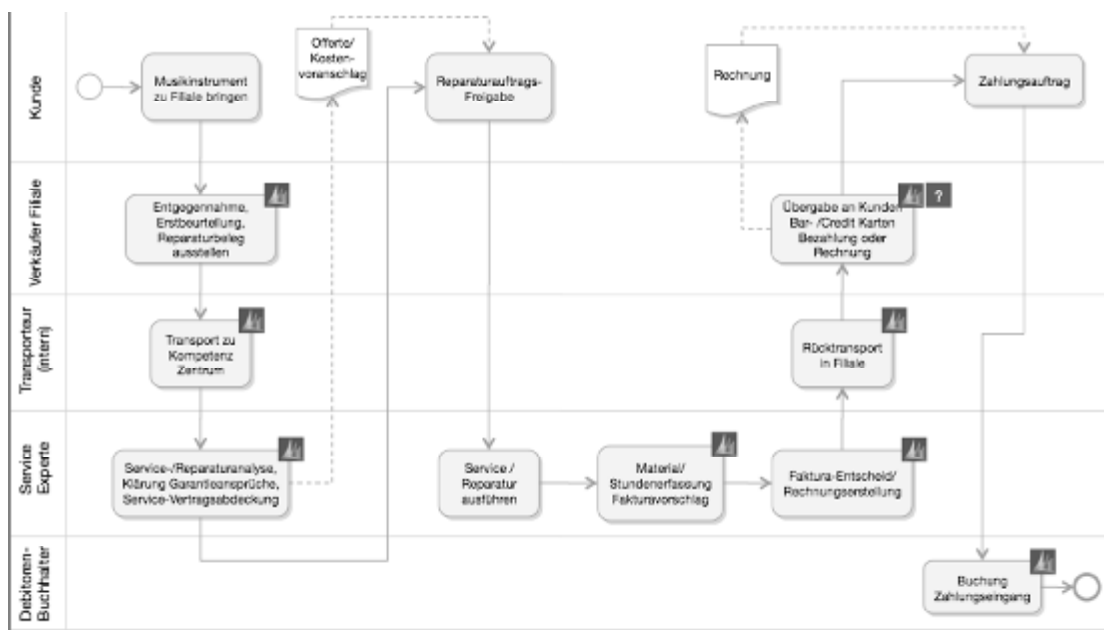 Kunde
Musikinstrument
zu Filiale bringen
Offerte/
Kosten-
voranschlag
Reparaturauftrags-
Freigabe
Rechnung
Zahlungsauftrag
Verkäufer Filiale
Entgegennahme,
Erstbeurteilung,
Reparaturbeleg
ausstellen
Übergabe an Kunden
Bar- /Credit Karten
Bezahlung oder
Rechnung
?
Transporteur
(intern)
Transport zu
Kompetenz
Zentrum
Rücktransport
in Filiale
Service
Experte
Service-/Reparaturanalyse,
Klärung Garantieansprüche,
Service-Vertragsabdeckung
Service /
Reparatur
ausführen
Material/
Stundenerfassung
Fakturavorschlag
Faktura-Entscheid/
Rechnungserstellung
Debitoren-
Buchhalter
Buchung
Zahlungseingang